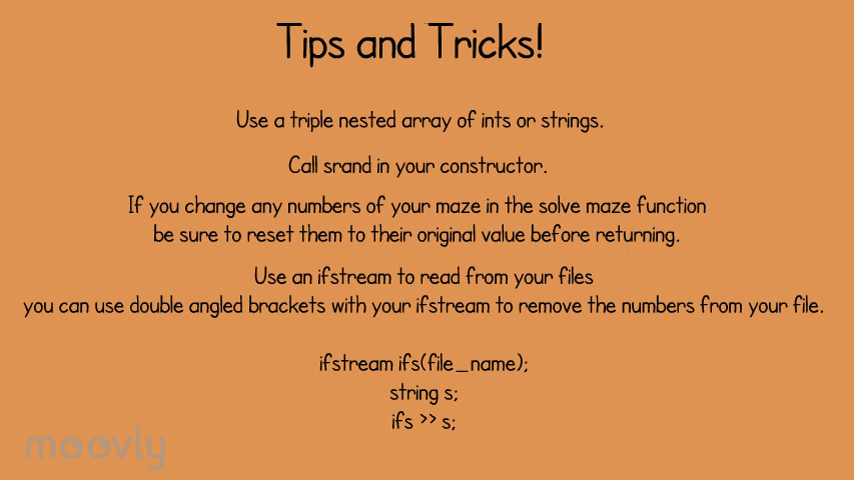 Tips and Tricks!
Use a triple nested array of ints or strings.
Call srand in your constructor.
If you change any numbers of your maze in the solve maze function
be sure to reset them to their original value before returning.
Use an ifstream to read from your files
you can use double angled brackets with your ifstream to remove the numbers from your file.
ifstream ifs(file_name);
string s;
ifs >> s;
moovly